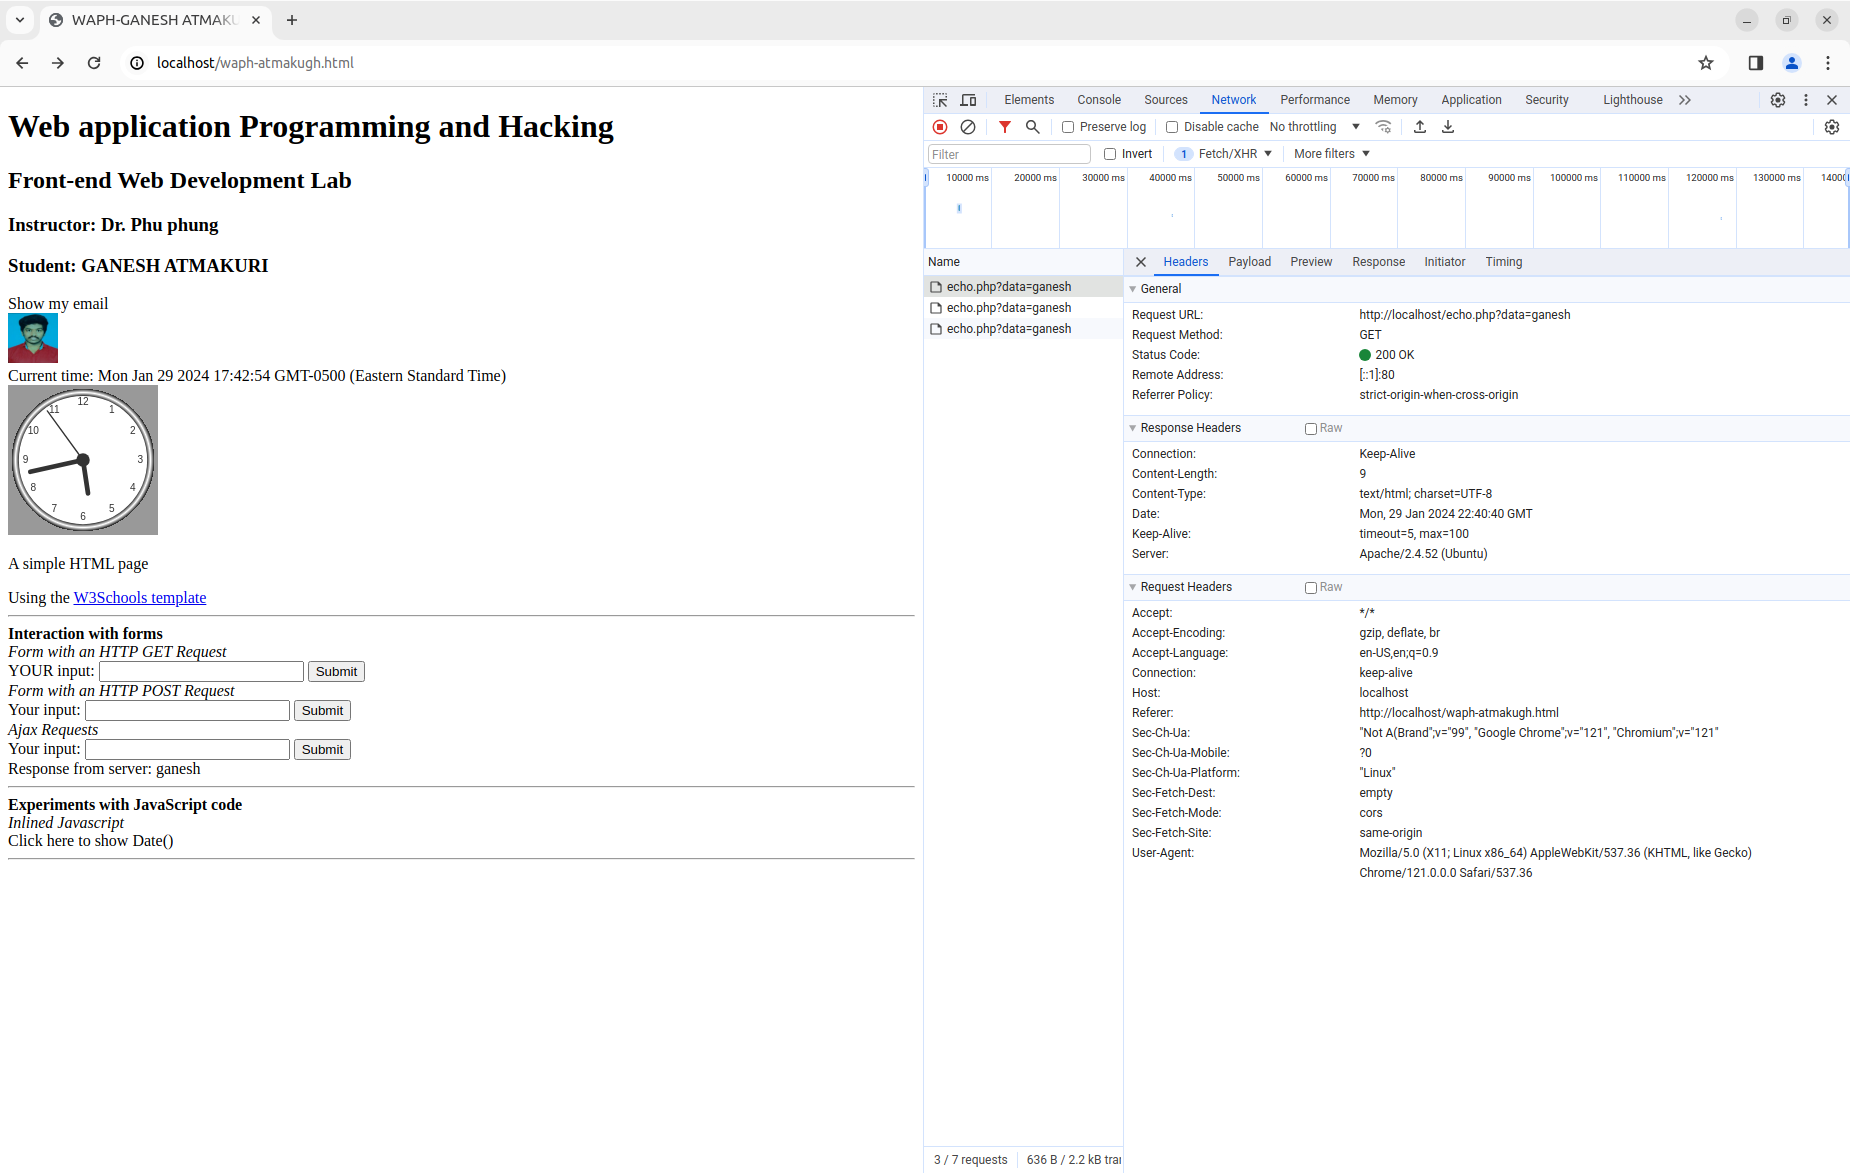 WAPH-GANESH ATMAKU
localhost/waph-atmakugh.html
Web application Programming and Hacking
Front-end Web Development Lab
Instructor: Dr. Phu phung
Student: GANESH ATMAKURI
Show my email
Current time: Mon Jan 29 2024 17:42:54 GMT-0500 (Eastern Standard Time)
12
11 1
10 2
9 3
8 4
7 5
6
A simple HTML page
Using the W3Schools template
Interaction with forms
Form with an HTTP GET Request
YOUR input: Submit
Form with an HTTP POST Request
Your input: Submit
Ajax Requests
Your input: Submit
Response from server: ganesh
Experiments with JavaScript code
Inlined Javascript
Click here to show Date()
Elements Console Sources Network Performance Memory Application Security Lighthouse
Preserve log Disable cache No throttling
Filter Invert 1 Fetch/XHR More filters
10000 ms 20000 ms 30000 ms 40000 ms 50000 ms 60000 ms 70000 ms 80000 ms 90000 ms 100000 ms 110000 ms 120000 ms 130000 ms 1400
Name
echo.php?data=ganesh
echo.php?data=ganesh
echo.php?data=ganesh
3 / 7 requests 636 B / 2.2 kB tra
Headers Payload Preview Response Initiator Timing
General
Request URL: http://localhost/echo.php?data=ganesh
Request Method: GET
Status Code: 200 OK
Remote Address: [::1]:80
Referrer Policy: strict-origin-when-cross-origin
Response Headers Raw
Connection: Keep-Alive
Content-Length: 9
Content-Type: text/html; charset=UTF-8
Date: Mon, 29 Jan 2024 22:40:40 GMT
Keep-Alive: timeout=5, max=100
Server: Apache/2.4.52 (Ubuntu)
Request Headers Raw
Accept: */*
Accept-Encoding: gzip, deflate, br
Accept-Language: en-US,en;q=0.9
Connection: keep-alive
Host: localhost
Referer: http://localhost/waph-atmakugh.html
Sec-Ch-Ua: "Not A(Brand";v="99", "Google Chrome";v="121", "Chromium";v="121"
Sec-Ch-Ua-Mobile: ?0
Sec-Ch-Ua-Platform: "Linux"
Sec-Fetch-Dest: empty
Sec-Fetch-Mode: cors
Sec-Fetch-Site: same-origin
User-Agent: Mozilla/5.0 (X11; Linux x86_64) AppleWebKit/537.36 (KHTML, like Gecko)
Chrome/121.0.0.0 Safari/537.36